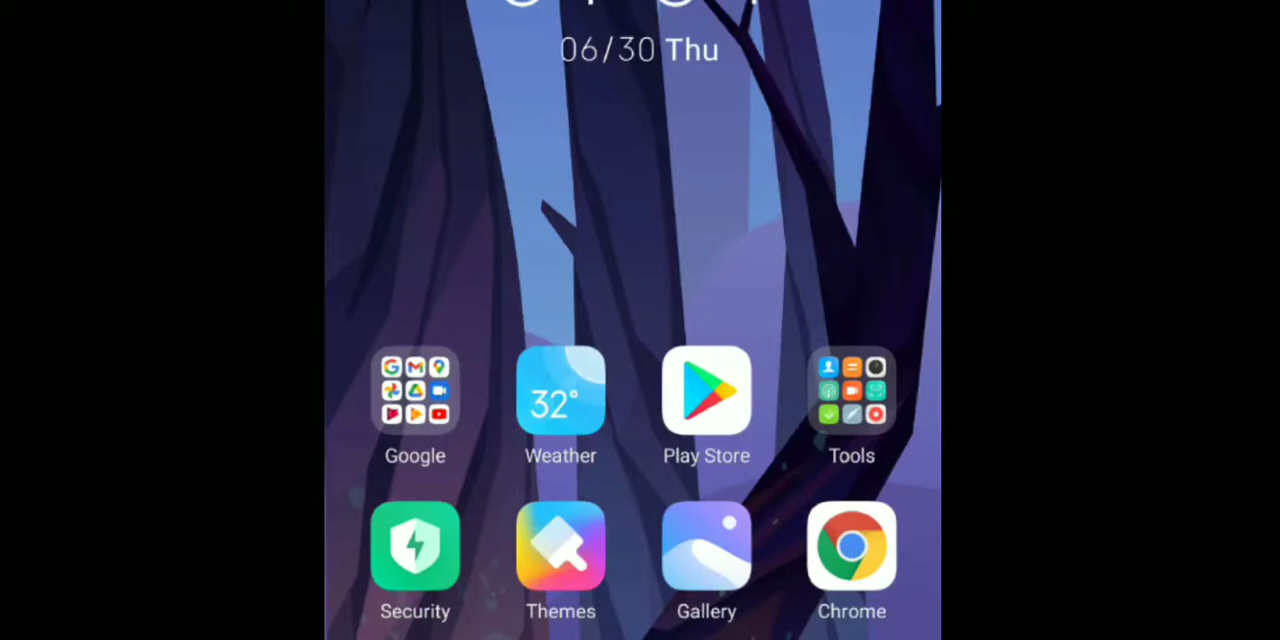 06/30 Thu
32°
Google
Weather
Play Store
Tools
Security
Themes
Gallery
Chrome